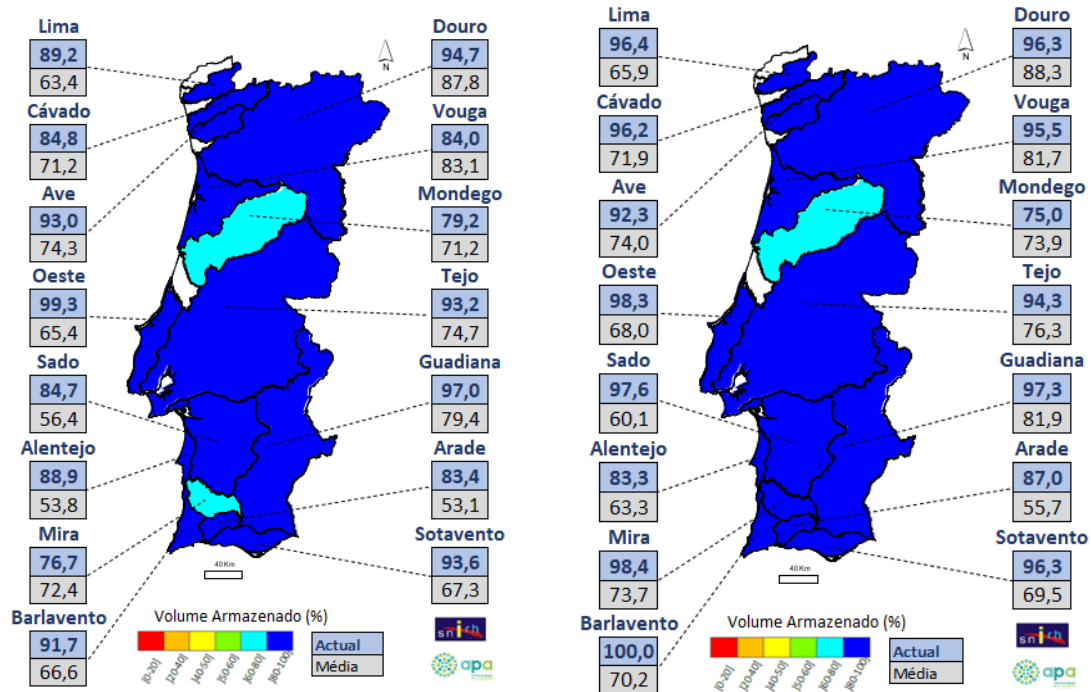 Lima
89,2
63,4
Cávado
84,8
71,2
Ave
93,0
74,3
Oeste
99,3
65,4
Sado
84,7
56,4
Alentejo
88,9
53,8
Mira
76,7
72,4
Barlavento
91,7
66,6
N
Douro
94,7
87,8
Vouga
84,0
83,1
Mondego
79,2
71,2
Tejo
93,2
74,7
Guadiana
97,0
79,4
Arade
83,4
53,1
Sotavento
93,6
67,3
40 Km
Volume Armazenado (%)
[0-20]
]20-40]
]40-50]
]50-60]
]60-80]
]80-100]
Actual
Média
snirh
apa
Lima
96,4
65,9
Cávado
96,2
71,9
Ave
92,3
74,0
Oeste
98,3
68,0
Sado
97,6
60,1
Alentejo
83,3
63,3
Mira
98,4
73,7
Barlavento
100,0
70,2
N
Douro
96,3
88,3
Vouga
95,5
81,7
Mondego
75,0
73,9
Tejo
94,3
76,3
Guadiana
97,3
81,9
Arade
87,0
55,7
Sotavento
96,3
69,5
40 Km
Volume Armazenado (%)
[0-20]
]20-40]
]40-50]
]50-60]
]60-80]
]80-100]
Actual
Média
snirh
apa